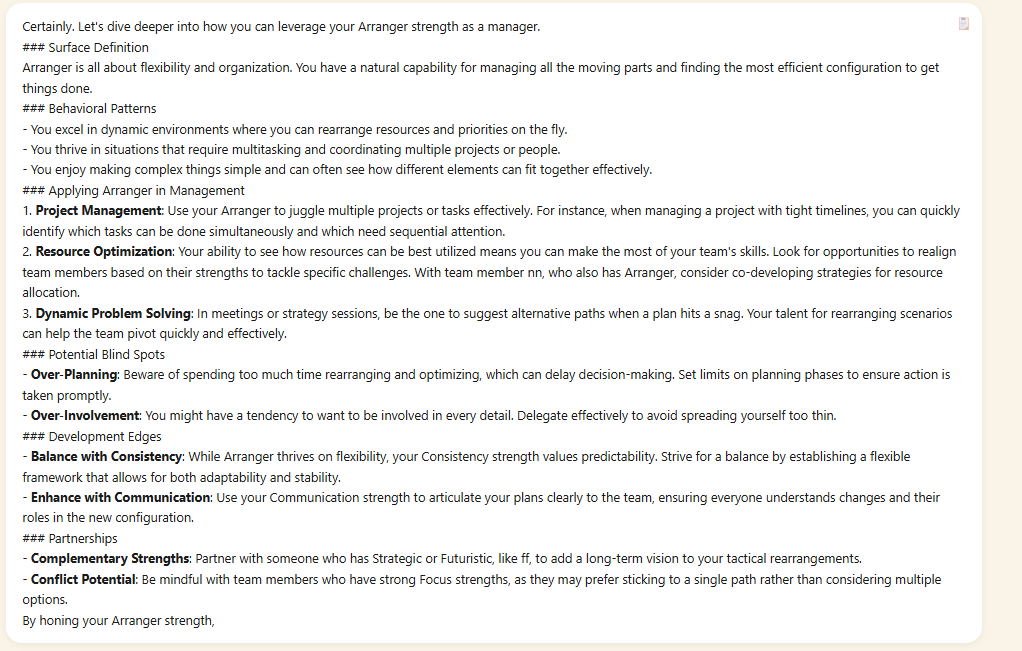 Certainly. Let's dive deeper into how you can leverage your Arranger strength as a manager.
### Surface Definition
Arranger is all about flexibility and organization. You have a natural capability for managing all the moving parts and finding the most efficient configuration to get
things done.
### Behavioral Patterns
- You excel in dynamic environments where you can rearrange resources and priorities on the fly.
- You thrive in situations that require multitasking and coordinating multiple projects or people.
- You enjoy making complex things simple and can often see how different elements can fit together effectively.
### Applying Arranger in Management
1. Project Management: Use your Arranger to juggle multiple projects or tasks effectively. For instance, when managing a project with tight timelines, you can quickly
identify which tasks can be done simultaneously and which need sequential attention.
2. Resource Optimization: Your ability to see how resources can be best utilized means you can make the most of your team's skills. Look for opportunities to realign
team members based on their strengths to tackle specific challenges. With team member nn, who also has Arranger, consider co-developing strategies for resource
allocation.
3. Dynamic Problem Solving: In meetings or strategy sessions, be the one to suggest alternative paths when a plan hits a snag. Your talent for rearranging scenarios
can help the team pivot quickly and effectively.
### Potential Blind Spots
- Over-Planning: Beware of spending too much time rearranging and optimizing, which can delay decision-making. Set limits on planning phases to ensure action is
taken promptly.
- Over-Involvement: You might have a tendency to want to be involved in every detail. Delegate effectively to avoid spreading yourself too thin.
### Development Edges
- Balance with Consistency: While Arranger thrives on flexibility, your Consistency strength values predictability. Strive for a balance by establishing a flexible
framework that allows for both adaptability and stability.
- Enhance with Communication: Use your Communication strength to articulate your plans clearly to the team, ensuring everyone understands changes and their
roles in the new configuration.
### Partnerships
- Complementary Strengths: Partner with someone who has Strategic or Futuristic, like ff, to add a long-term vision to your tactical rearrangements.
- Conflict Potential: Be mindful with team members who have strong Focus strengths, as they may prefer sticking to a single path rather than considering multiple
options.
By honing your Arranger strength,